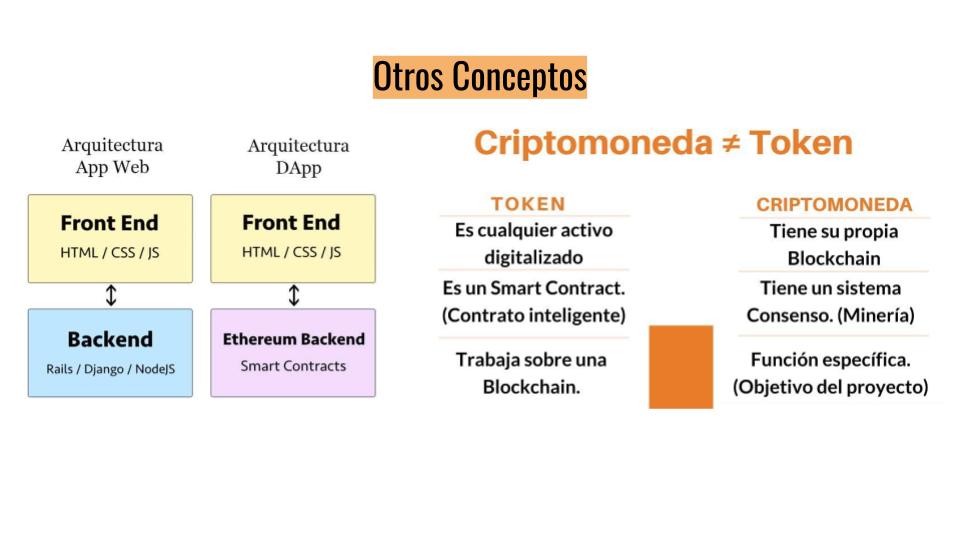 Otros Conceptos
Arquitectura
App Web
Front End
HTML / CSS / JS
Backend
Rails / Django / NodeJS
Arquitectura
DApp
Front End
HTML / CSS / JS
Ethereum Backend
Smart Contracts
Criptomoneda ≠ Token
TOKEN
Es cualquier activo
digitalizado
Es un Smart Contract.
(Contrato inteligente)
Trabaja sobre una
Blockchain.
CRIPTOMONEDA
Tiene su propia
Blockchain
Tiene un sistema
Consenso. (Minería)
Función específica.
(Objetivo del proyecto)